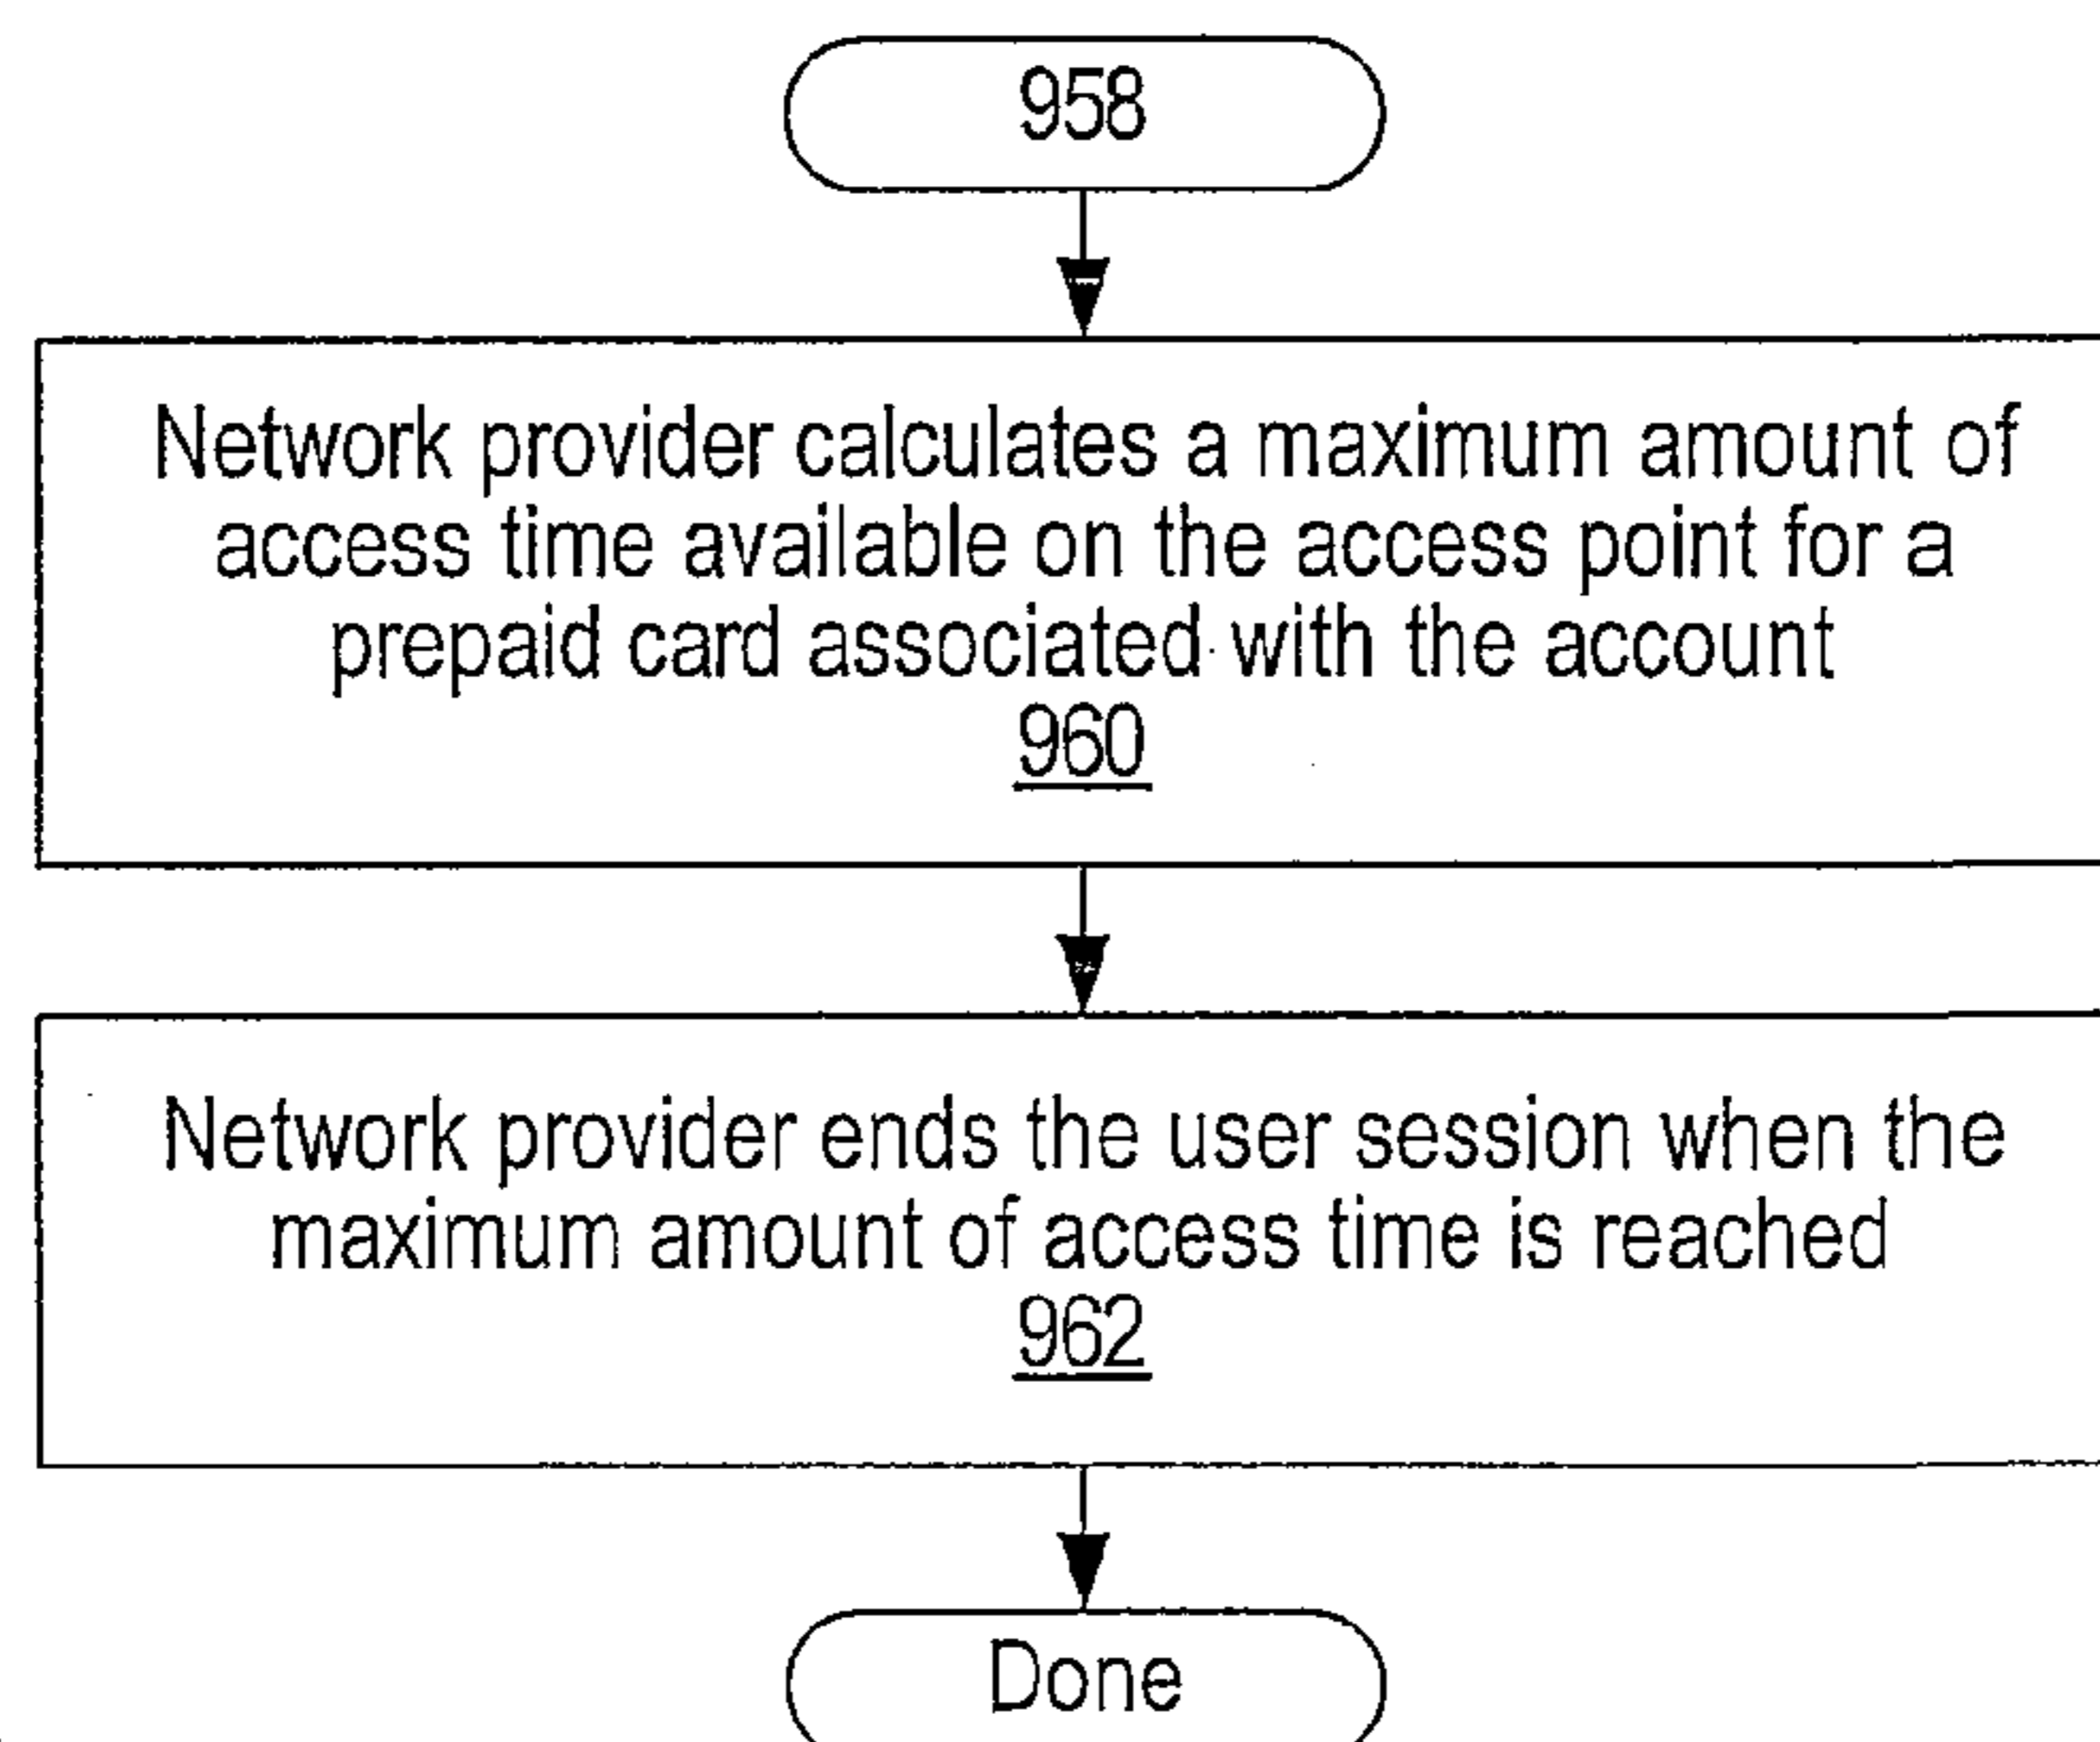 958
Network provider calculates a maximum amount of
access time available on the access point for a
prepaid card associated with the account
960
Network provider ends the user session when the
maximum amount of access time is reached
962
Done